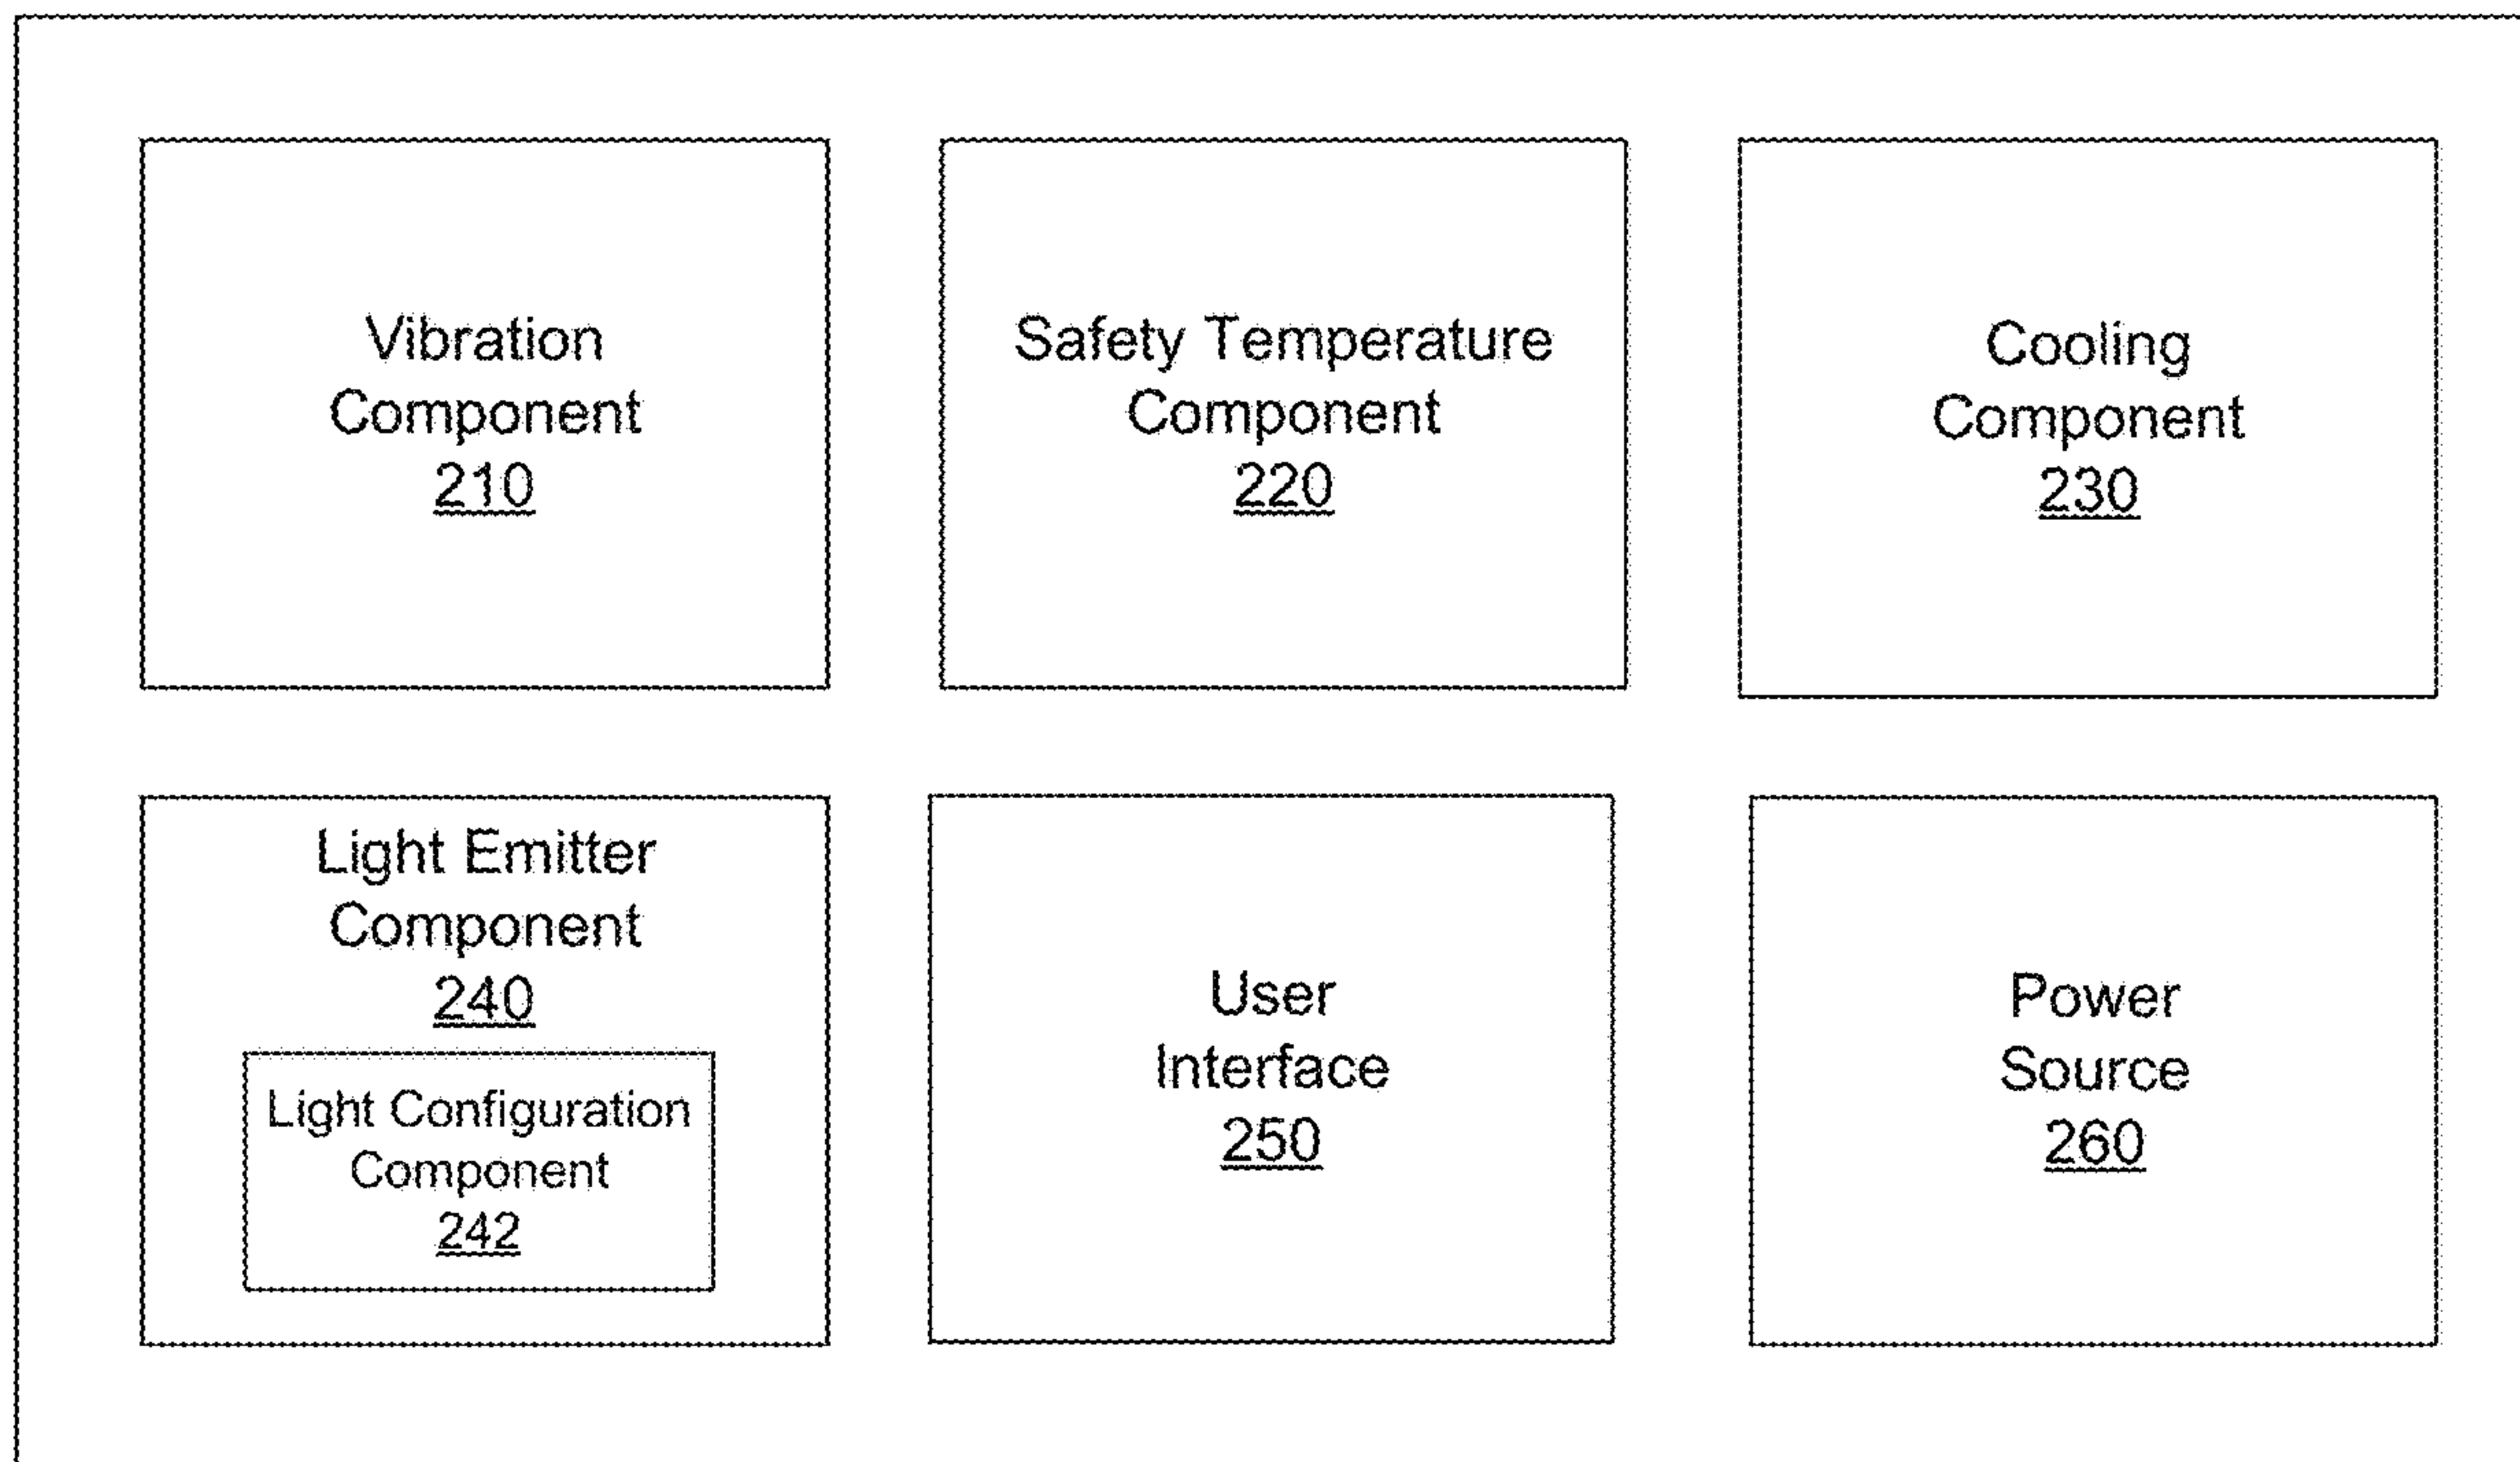 Vibration
Component
210
Safety Temperature
Component
220
Cooling
Component
230
Light Emitter
Component
240
Light Configuration
Component
242
User
Interface
250
Power
Source
260